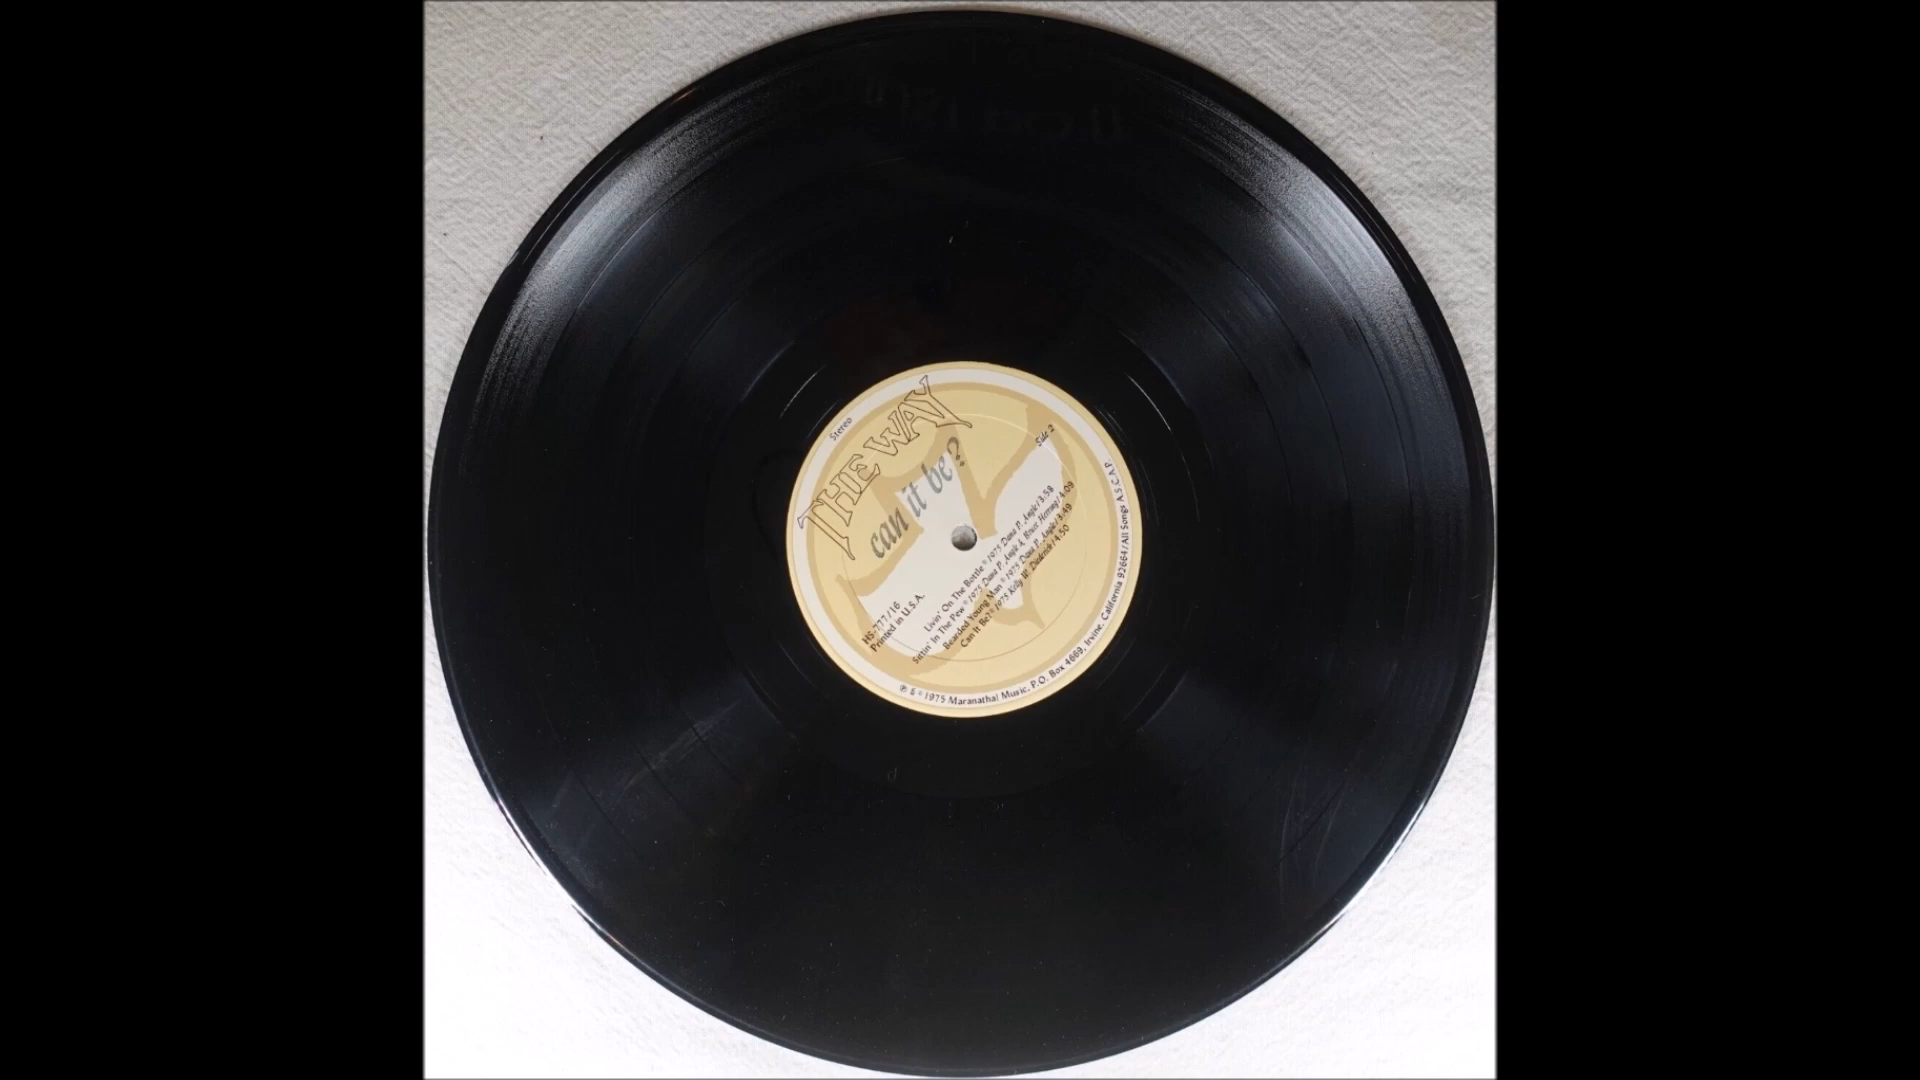 Stereo
THE WAY
can it be?
Side 2
HS-777/16
Printed in U.S.A.
Livin' On The Bottle ©1975 Dana P. Angle/3:58
Sittin' In The Pew ©1975 Dana P. Angle & Bruce Herring/4:09
Bearded Young Man ©1975 Dana P. Angle/3:49
Can It Be? ©1975 Kelly W. Diederich/4:50
℗ & ©1975 Maranatha! Music, P.O. Box 4669, Irvine, California 92664/All Songs A.S.C.A.P.